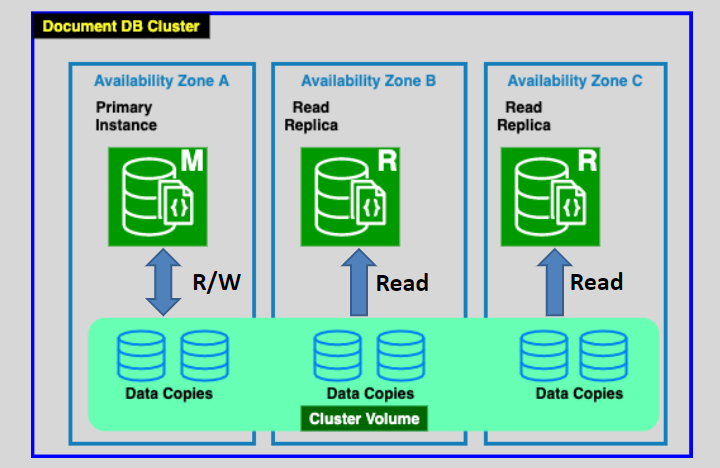 Document DB Cluster
Availability Zone A
Availability Zone B
Availability Zone C
Primary
Instance
Read
Replica
Read
Replica
M
R
R
{}
{}
{}
R/W
Read
Read
Data Copies
Data Copies
Data Copies
Cluster Volume